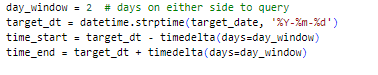 day_window = 2  # days on either side to query
target_dt = datetime.strptime(target_date, '%Y-%m-%d')
time_start = target_dt - timedelta(days=day_window)
time_end = target_dt + timedelta(days=day_window)